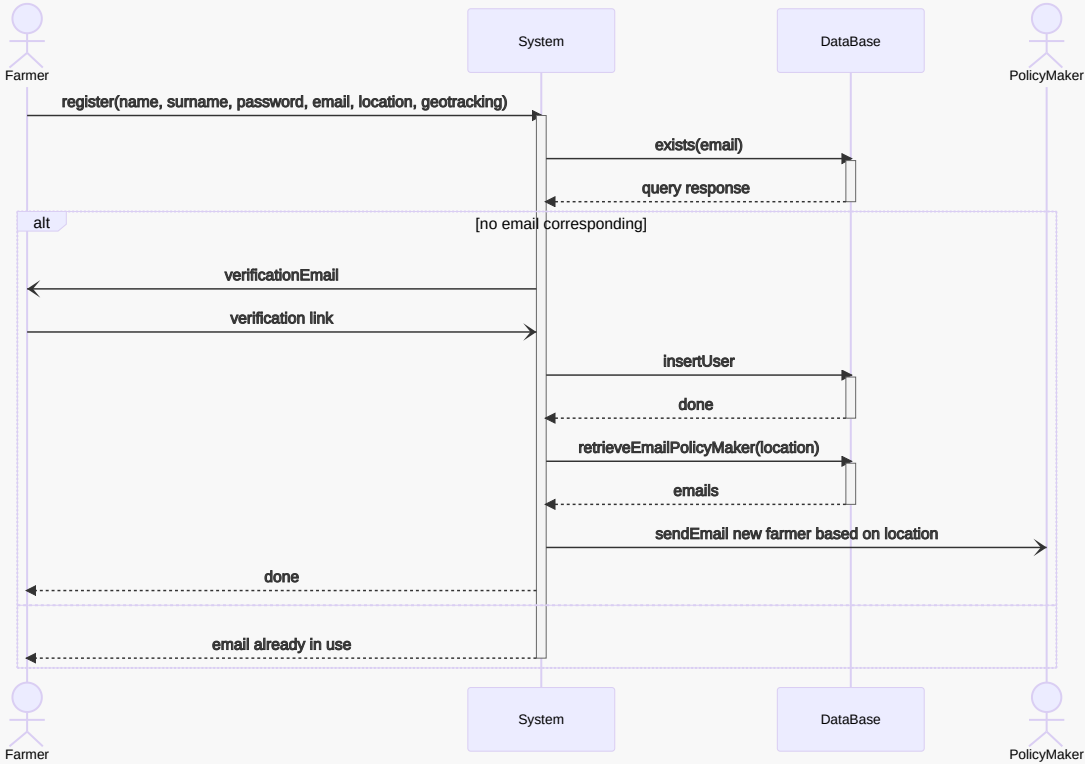 System
DataBase
Farmer
PolicyMaker
register(name, surname, password, email, location, geotracking)
exists(email)
query response
alt
[no email corresponding]
verificationEmail
verification link
insertUser
done
retrieveEmailPolicyMaker(location)
emails
sendEmail new farmer based on location
done
email already in use
System
DataBase
Farmer
PolicyMaker